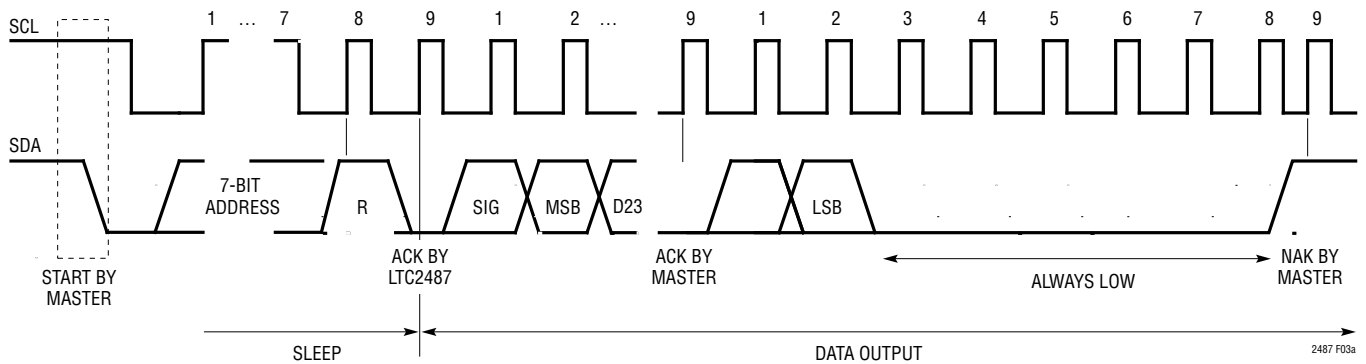 1 … 7 8 9 1 2 … 9 1 2 3 4 5 6 7 8 9
SCL
SDA
7-BIT
ADDRESS
R
SIG
MSB
D23
LSB
START BY
MASTER
ACK BY
LTC2487
ACK BY
MASTER
ALWAYS LOW
NAK BY
MASTER
SLEEP
DATA OUTPUT
2487 F03a